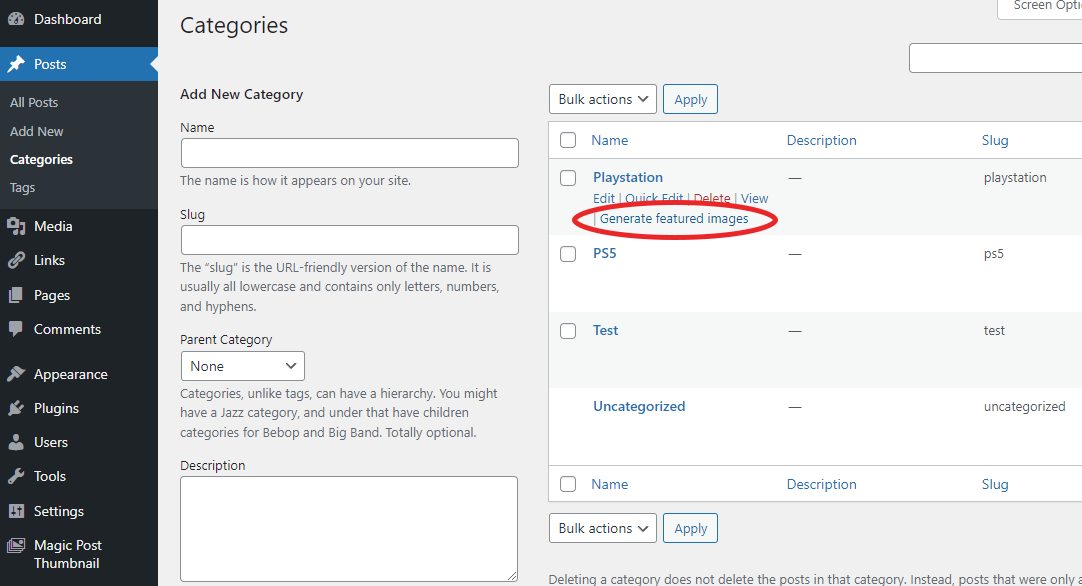 Dashboard
Posts
All Posts
Add New
Categories
Tags
Media
Links
Pages
Comments
Appearance
Plugins
Users
Tools
Settings
Magic Post
Thumbnail
Categories
Screen Opti
Add New Category
Name
The name is how it appears on your site.
Slug
The “slug” is the URL-friendly version of the name. It is
usually all lowercase and contains only letters, numbers,
and hyphens.
Parent Category
None
Categories, unlike tags, can have a hierarchy. You might
have a Jazz category, and under that have children
categories for Bebop and Big Band. Totally optional.
Description
Bulk actions Apply
Name Description Slug
Playstation — playstation
Edit | Quick Edit | Delete | View
| Generate featured images
PS5 — ps5
Test — test
Uncategorized — uncategorized
Name Description Slug
Bulk actions Apply
Deleting a category does not delete the posts in that category. Instead, posts that were only a